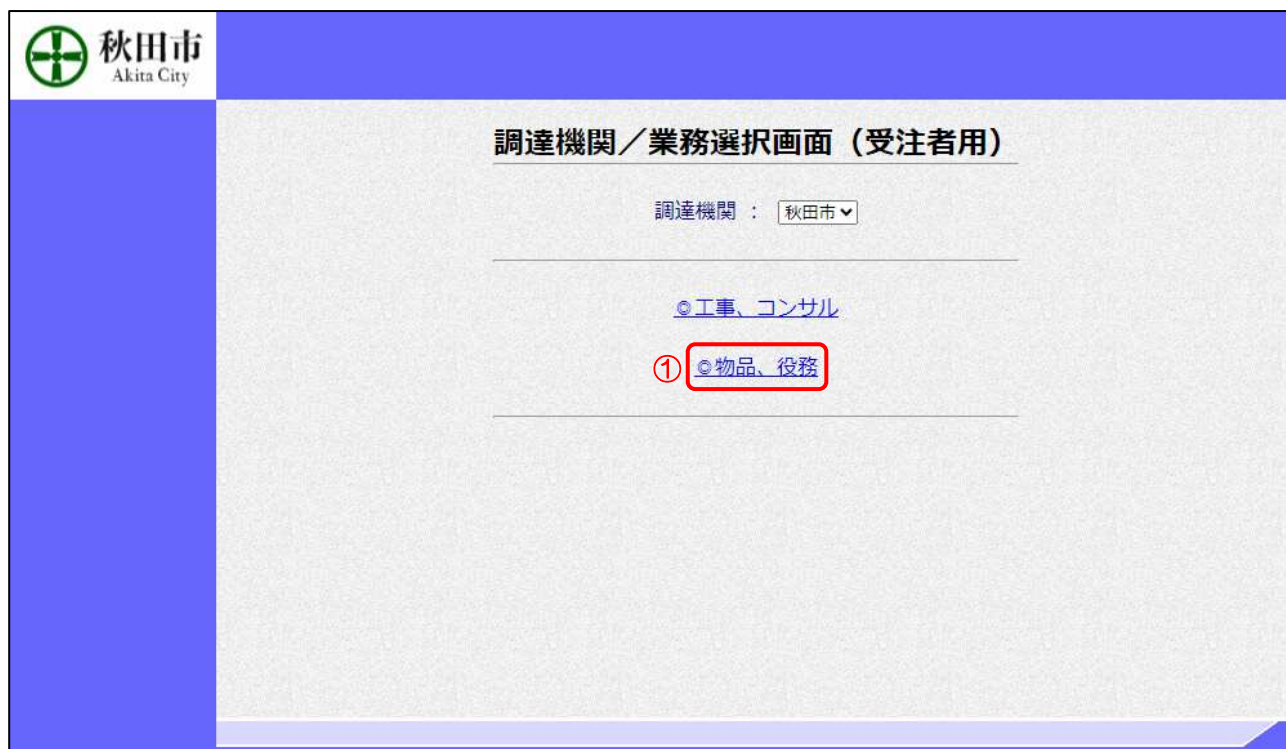 秋田市
Akita City
調達機関／業務選択画面（受注者用）
調達機関 ： 秋田市
◎工事、コンサル
① ◎物品、役務